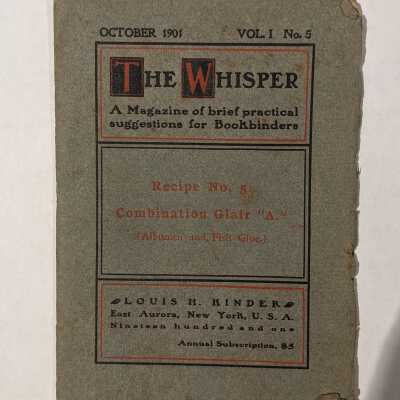 OCTOBER 1901 VOL. I No. 5
THE WHISPER
A Magazine of brief practical
suggestions for Bookbinders
Recipe No. 5
Combination Glair "A."
(Albumen and Fish Glue.)
LOUIS H. KINDER
East Aurora, New York, U. S. A.
Nineteen hundred and one
Annual Subscription, $5